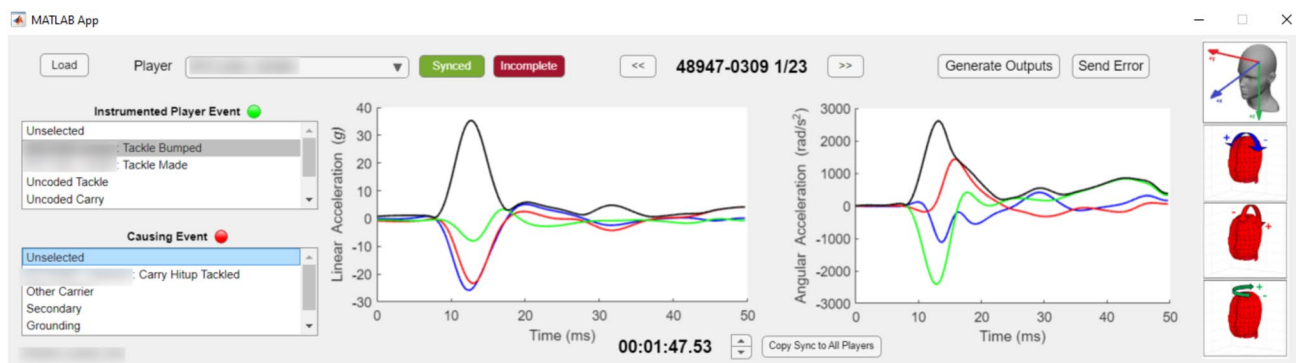 MATLAB App
Load Player Synced Incomplete << 48947-0309 1/23 >> Generate Outputs Send Error
Instrumented Player Event
Unselected
: Tackle Bumped
: Tackle Made
Uncoded Tackle
Uncoded Carry
Causing Event
Unselected
: Carry Hitup Tackled
Other Carrier
Secondary
Grounding
Linear Acceleration (g)
40
30
20
10
0
-10
-20
-30
0 10 20 30 40 50
Time (ms)
Angular Acceleration (rad/s²)
3000
2000
1000
0
-1000
-2000
-3000
0 10 20 30 40 50
Time (ms)
00:01:47.53 Copy Sync to All Players